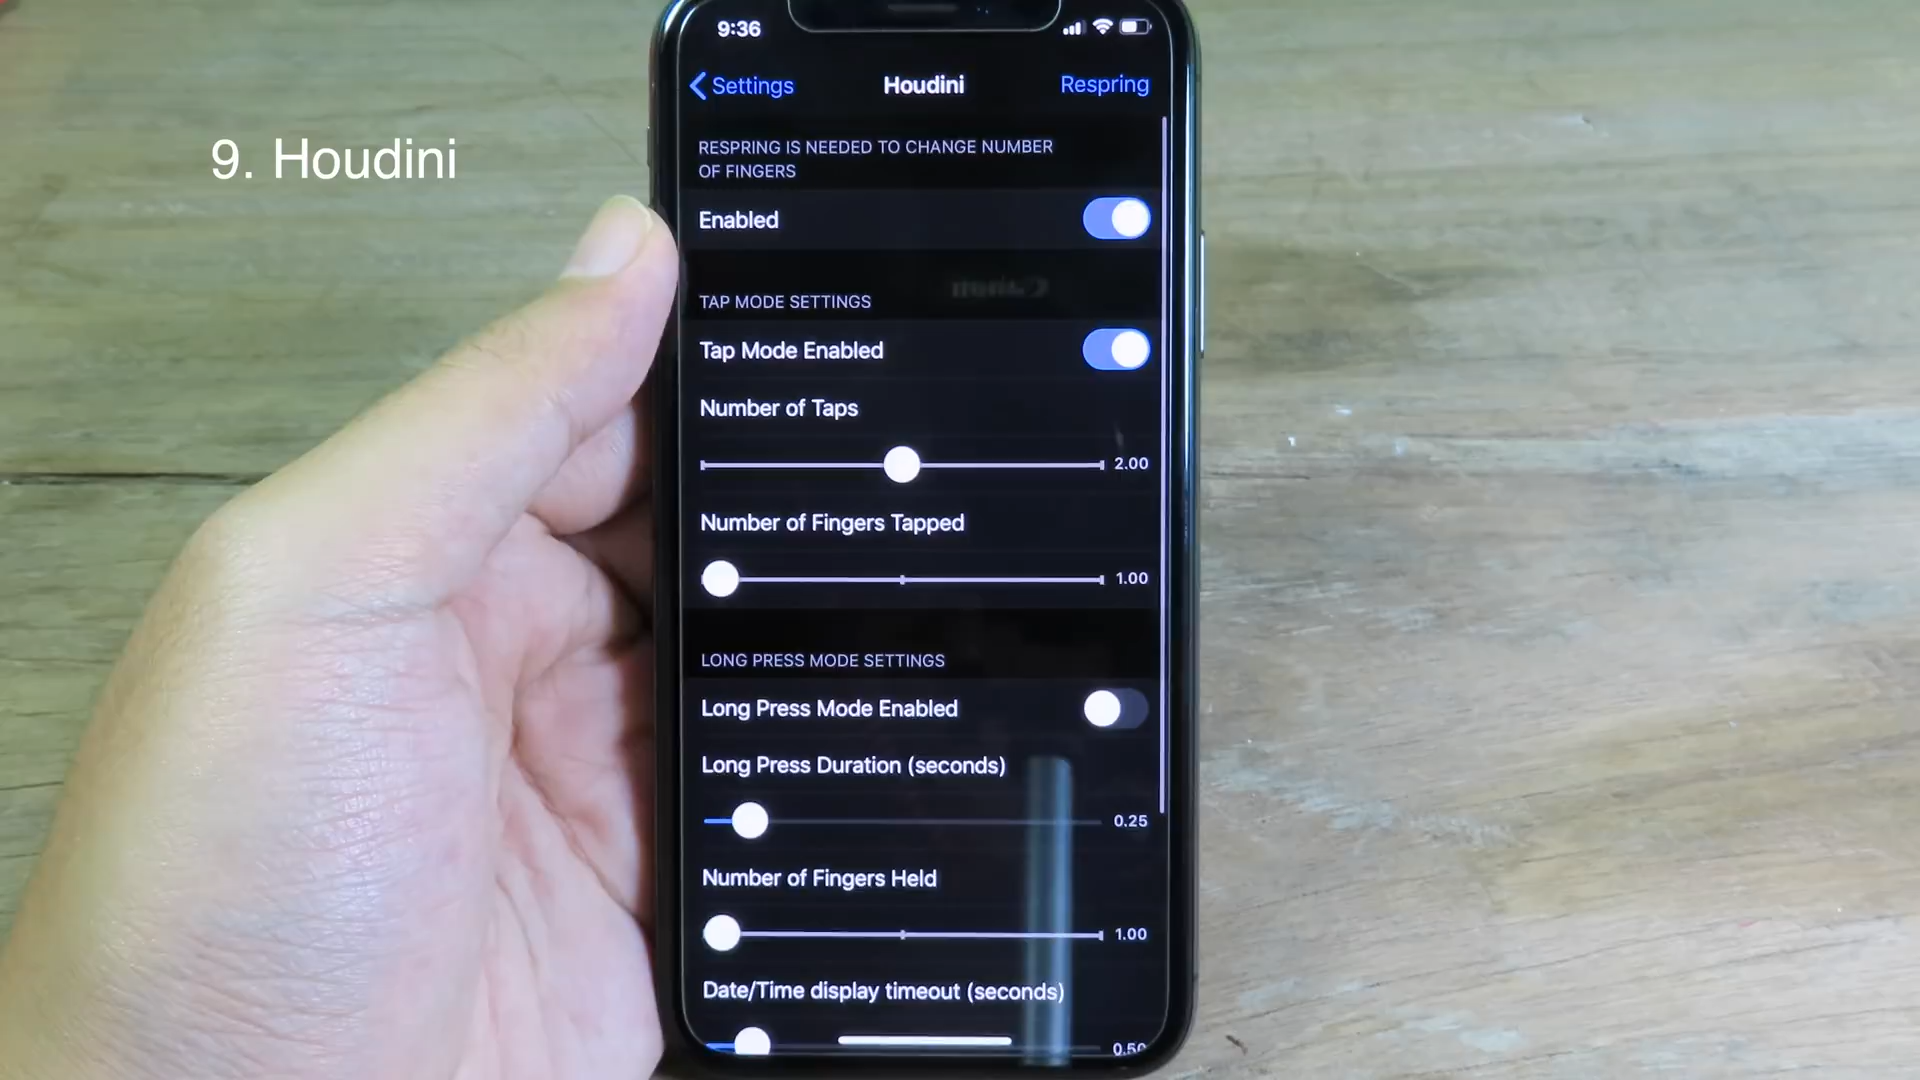 9:36
Settings
Houdini
Respring
9. Houdini
RESPRING IS NEEDED TO CHANGE NUMBER
OF FINGERS
Enabled
TAP MODE SETTINGS
Tap Mode Enabled
Number of Taps
2.00
Number of Fingers Tapped
1.00
LONG PRESS MODE SETTINGS
Long Press Mode Enabled
Long Press Duration (seconds)
0.25
Number of Fingers Held
1.00
Date/Time display timeout (seconds)
0.50